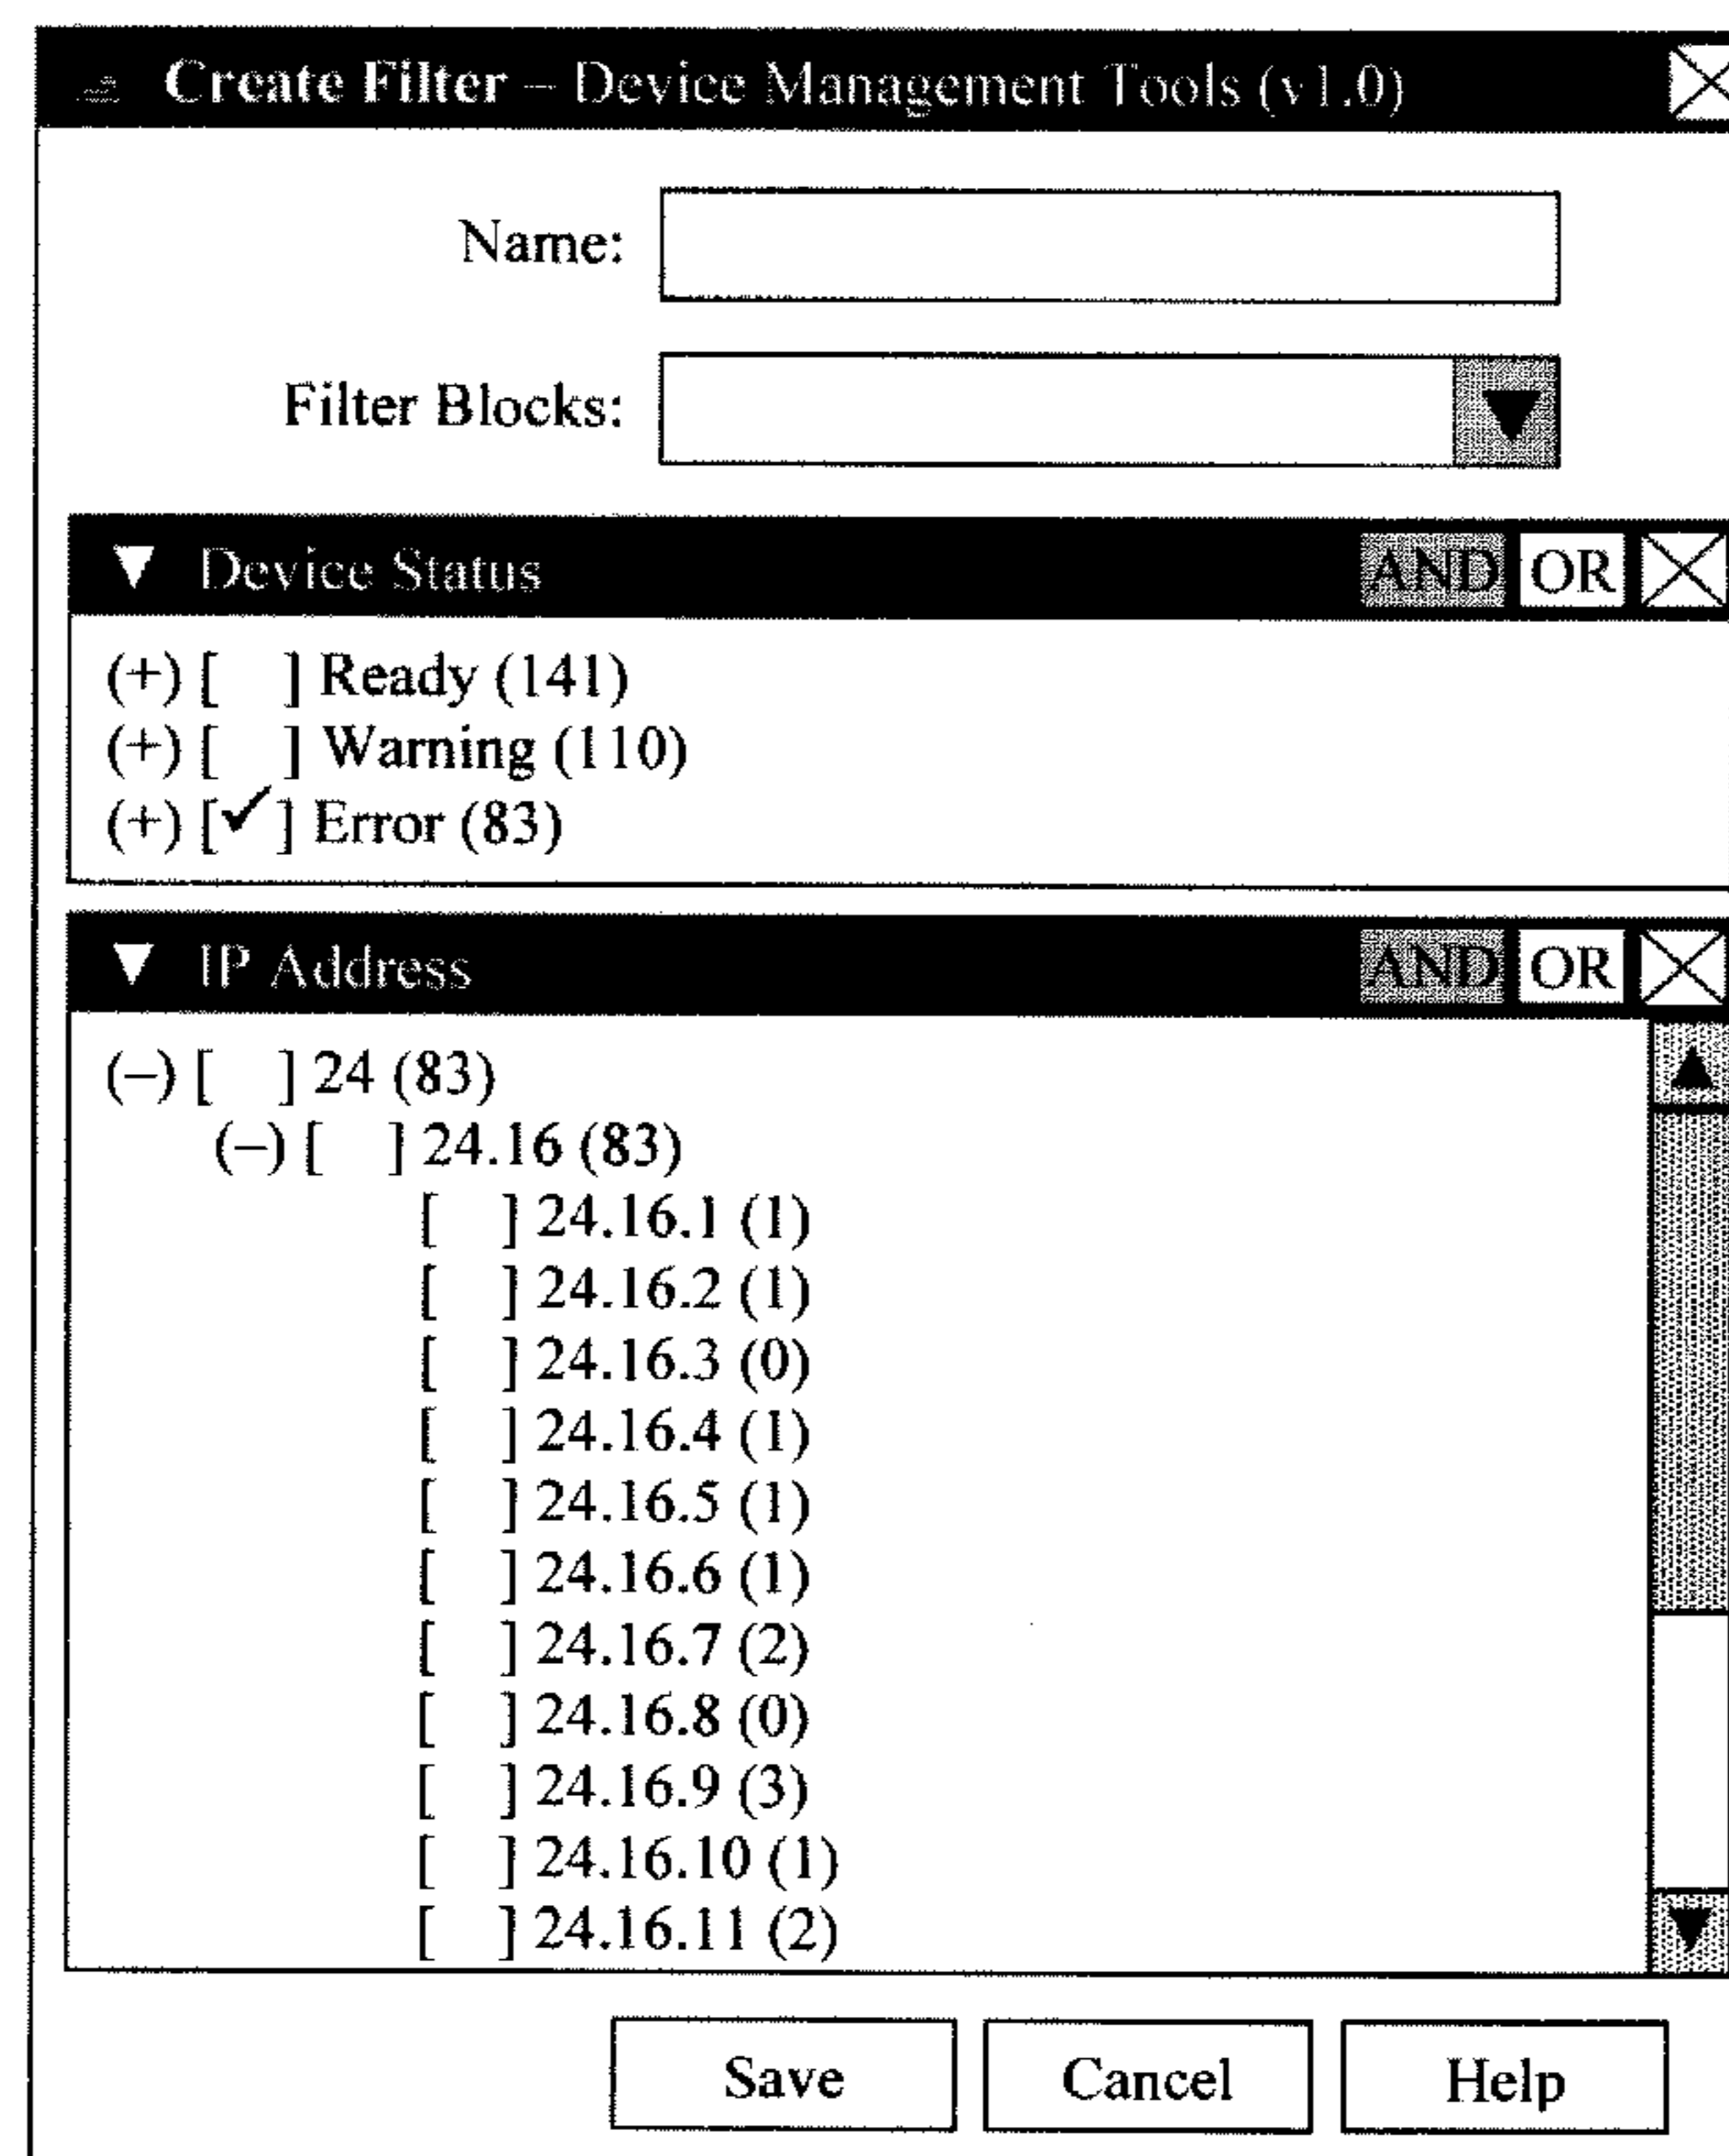 Create Filter – Device Management Tools (v1.0)
Name:
Filter Blocks:
Device Status AND OR
(+) [ ] Ready (141)
(+) [ ] Warning (110)
(+) [✓] Error (83)
IP Address AND OR
(–) [ ] 24 (83)
(–) [ ] 24.16 (83)
[ ] 24.16.1 (1)
[ ] 24.16.2 (1)
[ ] 24.16.3 (0)
[ ] 24.16.4 (1)
[ ] 24.16.5 (1)
[ ] 24.16.6 (1)
[ ] 24.16.7 (2)
[ ] 24.16.8 (0)
[ ] 24.16.9 (3)
[ ] 24.16.10 (1)
[ ] 24.16.11 (2)
Save Cancel Help